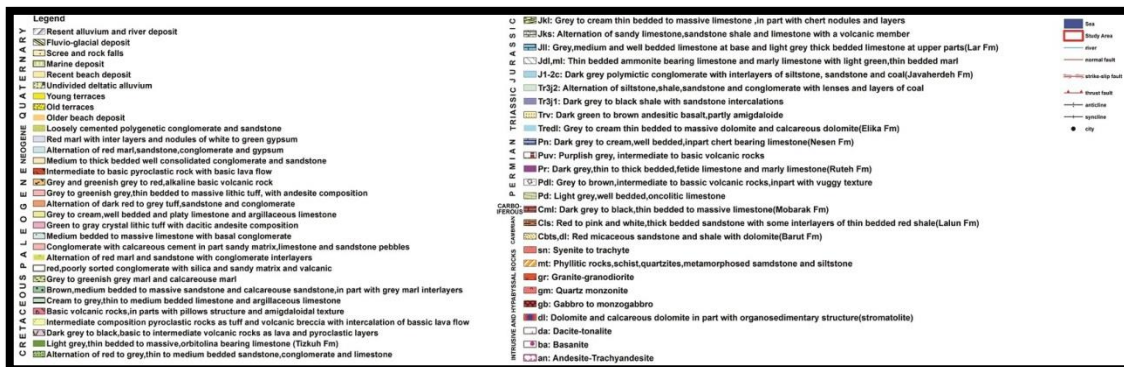 Legend
QUATERNARY
Resent alluvium and river deposit
Fluvio-glacial deposit
Scree and rock falls
Marine deposit
Recent beach deposit
Undivided deltatic alluvium
Young terraces
Old terraces
Older beach deposit
NEOGENE
Loosely cemented polygenetic conglomerate and sandstone
Red marl with inter layers and nodules of white to green gypsum
Alternation of red marl,sandstone,conglomerate and gypsum
Medium to thick bedded well consolidated conglomerate and sandstone
PALEOGENE
Intermediate to basic pyroclastic rock with basic lava flow
Grey and greenish grey to red,alkaline basic volcanic rock
Grey to greenish grey,thin bedded to massive lithic tuff, with andesite composition
Alternation of dark red to grey tuff,sandstone and conglomerate
Grey to cream,well bedded and platy limestone and argillaceous limestone
Green to gray crystal lithic tuff with dacitic andesite composition
Medium bedded to massive limestone with basal conglomerate
Conglomerate with calcareous cement in part sandy matrix,limestone and sandstone pebbles
Alternation of red marl and sandstone with conglomerate interlayers
red,poorly sorted conglomerate with silica and sandy matrix and valcanic
CRETACEOUS
Grey to greenish grey marl and calcareouse marl
Brown,medium bedded to massive sandstone and calcareouse sandstone,in part with grey marl interlayers
Cream to grey,thin to medium bedded limestone and argillaceous limestone
Basic volcanic rock,in parts with pillows structure and amigdaloidal texture
Intermediate composition pyroclastic rocks as tuff and volcanic breccia with intercalation of bassic lava flow
Dark grey to black,basic to intermediate volcanic rocks as lava and pyroclastic layers
Light grey,thin bedded to massive,orbitolina bearing limestone (Tizkuh Fm)
Alternation of red to grey,thin to medium bedded sandstone,conglomerate and limestone
JURASSIC
Jkl: Grey to cream thin bedded to massive limestone ,in part with chert nodules and layers
Jks: Alternation of sandy limestone,sandstone shale and limestone with a volcanic member
Jll: Grey,medium and well bedded limestone at base and light grey thick bedded limestone at upper parts(Lar Fm)
Jdl,ml: Thin bedded ammonite bearing limestone and marly limestone with light green,thin bedded marl
J1-2c: Dark grey polymictic conglomerate with interlayers of siltstone, sandstone and coal(Javaherdeh Fm)
TRIASSIC
Tr3j2: Alternation of siltstone,shale,sandstone and conglomerate with lenses and layers of coal
Tr3j1: Dark grey to black shale with sandstone intercalations
Trv: Dark green to brown andesitic basalt,partly amigdaloide
Tredl: Grey to cream thin bedded to massive dolomite and calcareous dolomite(Elika Fm)
PERMIAN
Pn: Dark grey to cream,well bedded,inpart chert bearing limestone(Nesen Fm)
Puv: Purplish grey, intermediate to basic volcanic rocks
Pr: Dark grey,thin to thick bedded,fetide limestone and marly limestone(Ruteh Fm)
Pdl: Grey to brown,intermediate to bassic volcanic rocks,inpart with vuggy texture
Pd: Light grey,well bedded,oncolitic limestone
CARBO-
IFEROUS
Cml: Dark grey to black,thin bedded to massive limestone(Mobarak Fm)
CAMBRIAN
Cls: Red to pink and white,thick bedded sandstone with some interlayers of thin bedded red shale(Lalun Fm)
Cbts,dl: Red micaceous sandstone and shale with dolomite(Barut Fm)
INTRUSIVE AND HYPABYSSAL ROCKS
sn: Syenite to trachyte
mt: Phyllitic rocks,schist,quartzites,metamorphosed samdstone and siltstone
gr: Granite-granodiorite
gm: Quartz monzonite
gb: Gabbro to monzogabbro
dl: Dolomite and calcareous dolomite in part with organosedimentary structure(stromatolite)
da: Dacite-tonalite
ba: Basanite
an: Andesite-Trachyandesite
Sea
Study Area
river
normal fault
strike-slip fault
thrust fault
anticline
syncline
city